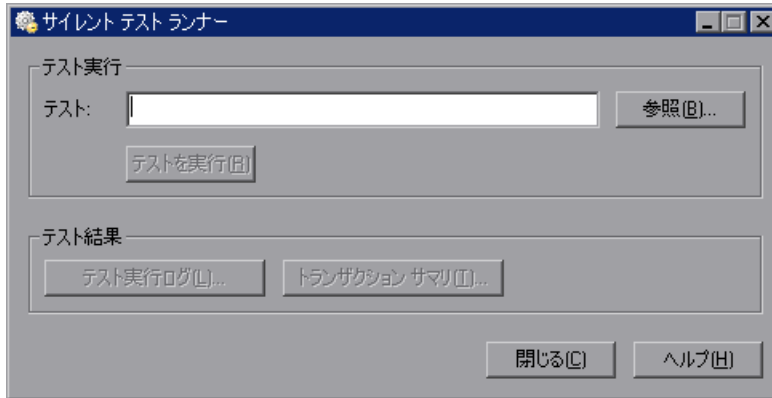 サイレント テスト ランナー
テスト実行
テスト: 参照(B)...
テストを実行(R)
テスト結果
テスト実行ログ(L)... トランザクション サマリ(T)...
閉じる(C) ヘルプ(H)